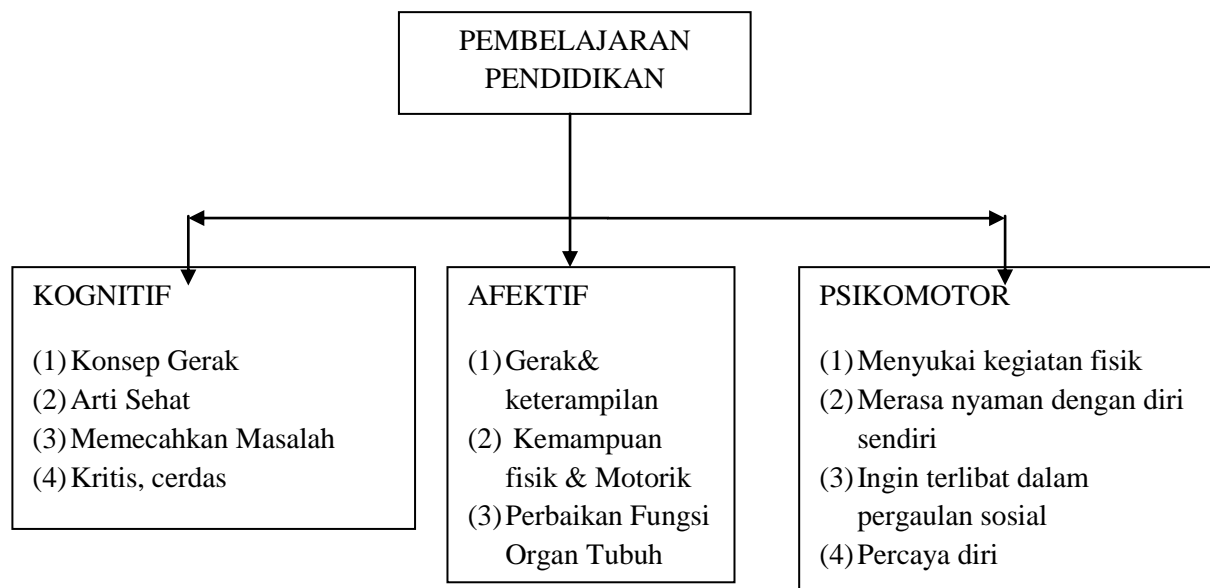 PEMBELAJARAN
PENDIDIKAN
KOGNITIF
(1) Konsep Gerak
(2) Arti Sehat
(3) Memecahkan Masalah
(4) Kritis, cerdas
AFEKTIF
(1) Gerak&
keterampilan
(2) Kemampuan
fisik & Motorik
(3) Perbaikan Fungsi
Organ Tubuh
PSIKOMOTOR
(1) Menyukai kegiatan fisik
(2) Merasa nyaman dengan diri
sendiri
(3) Ingin terlibat dalam
pergaulan sosial
(4) Percaya diri